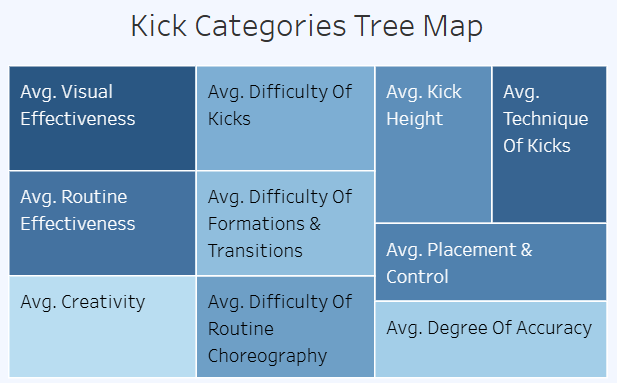 Kick Categories Tree Map
Avg. Visual
Effectiveness
Avg. Routine
Effectiveness
Avg. Creativity
Avg. Difficulty Of
Kicks
Avg. Difficulty Of
Formations &
Transitions
Avg. Difficulty Of
Routine
Choreography
Avg. Kick
Height
Avg.
Technique
Of Kicks
Avg. Placement &
Control
Avg. Degree Of Accuracy